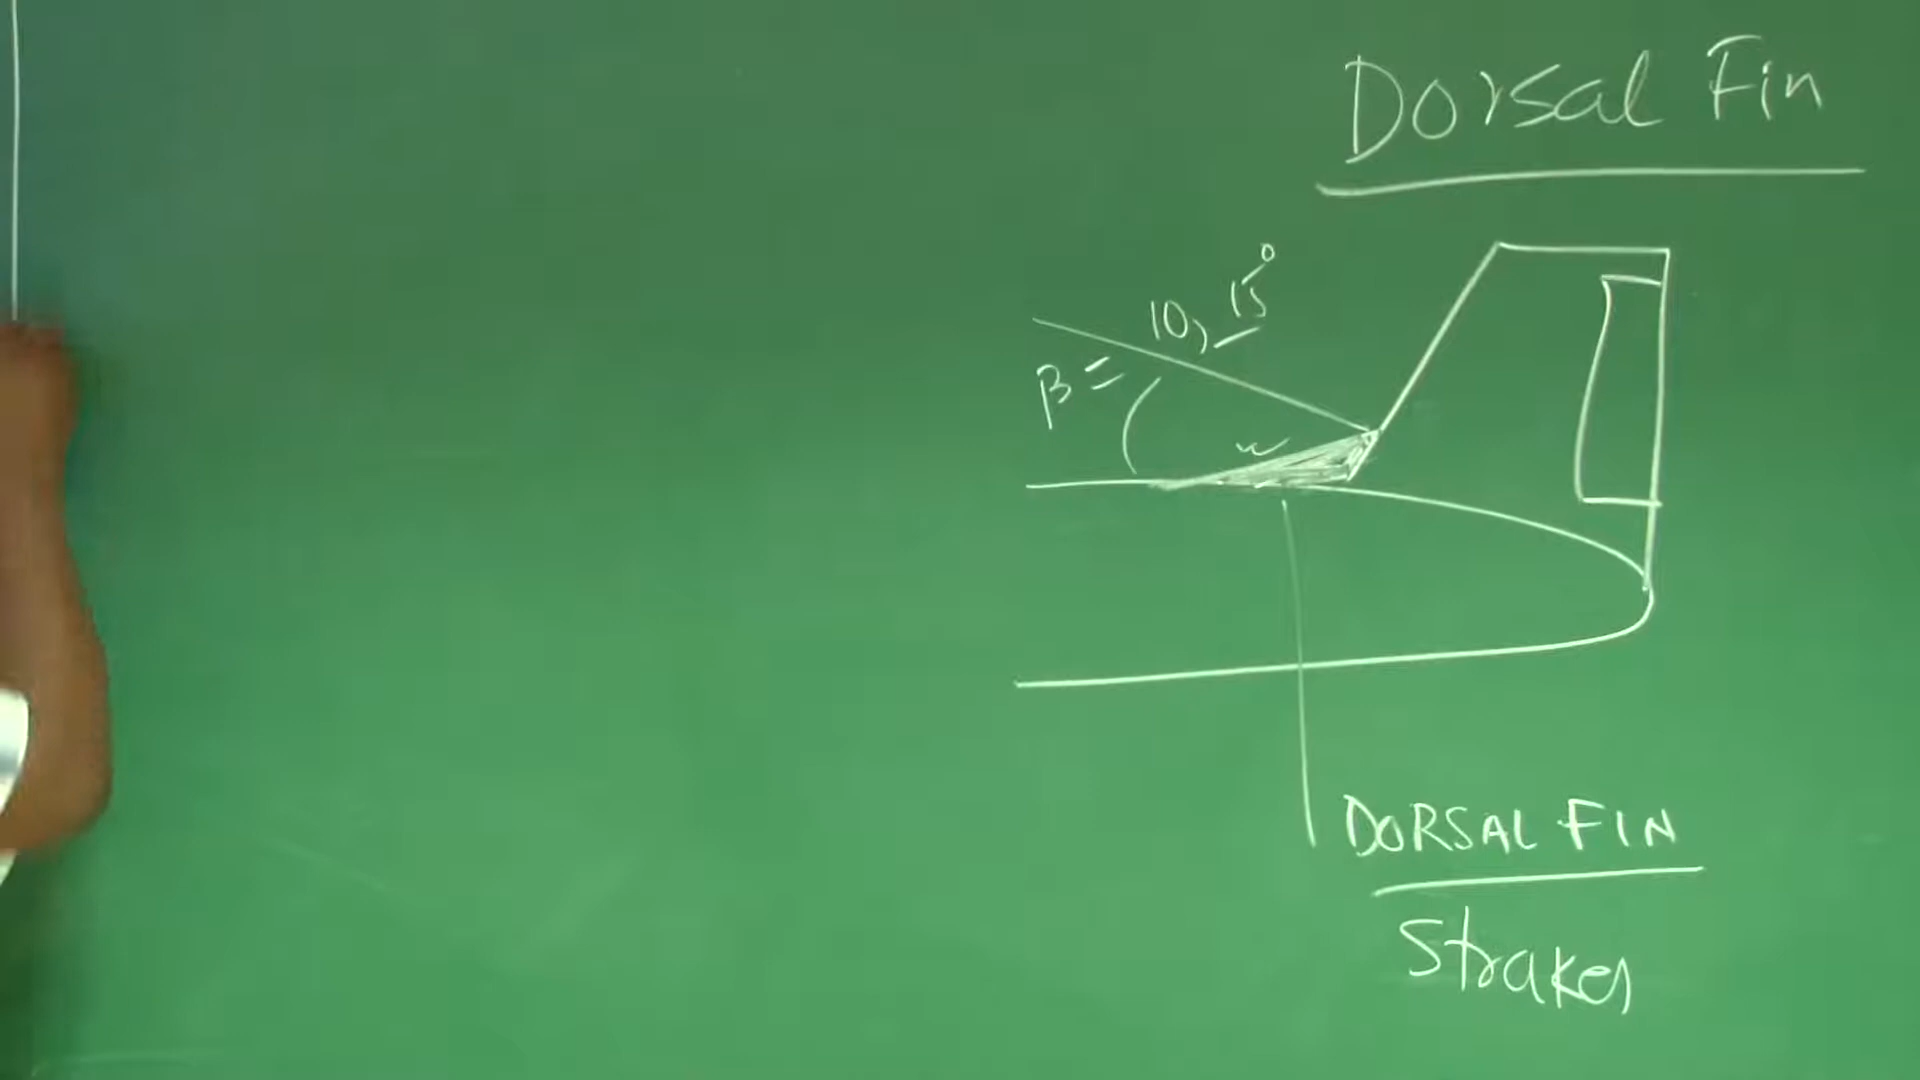 Dorsal Fin
β = 10, 15°
DORSAL FIN
Strakes